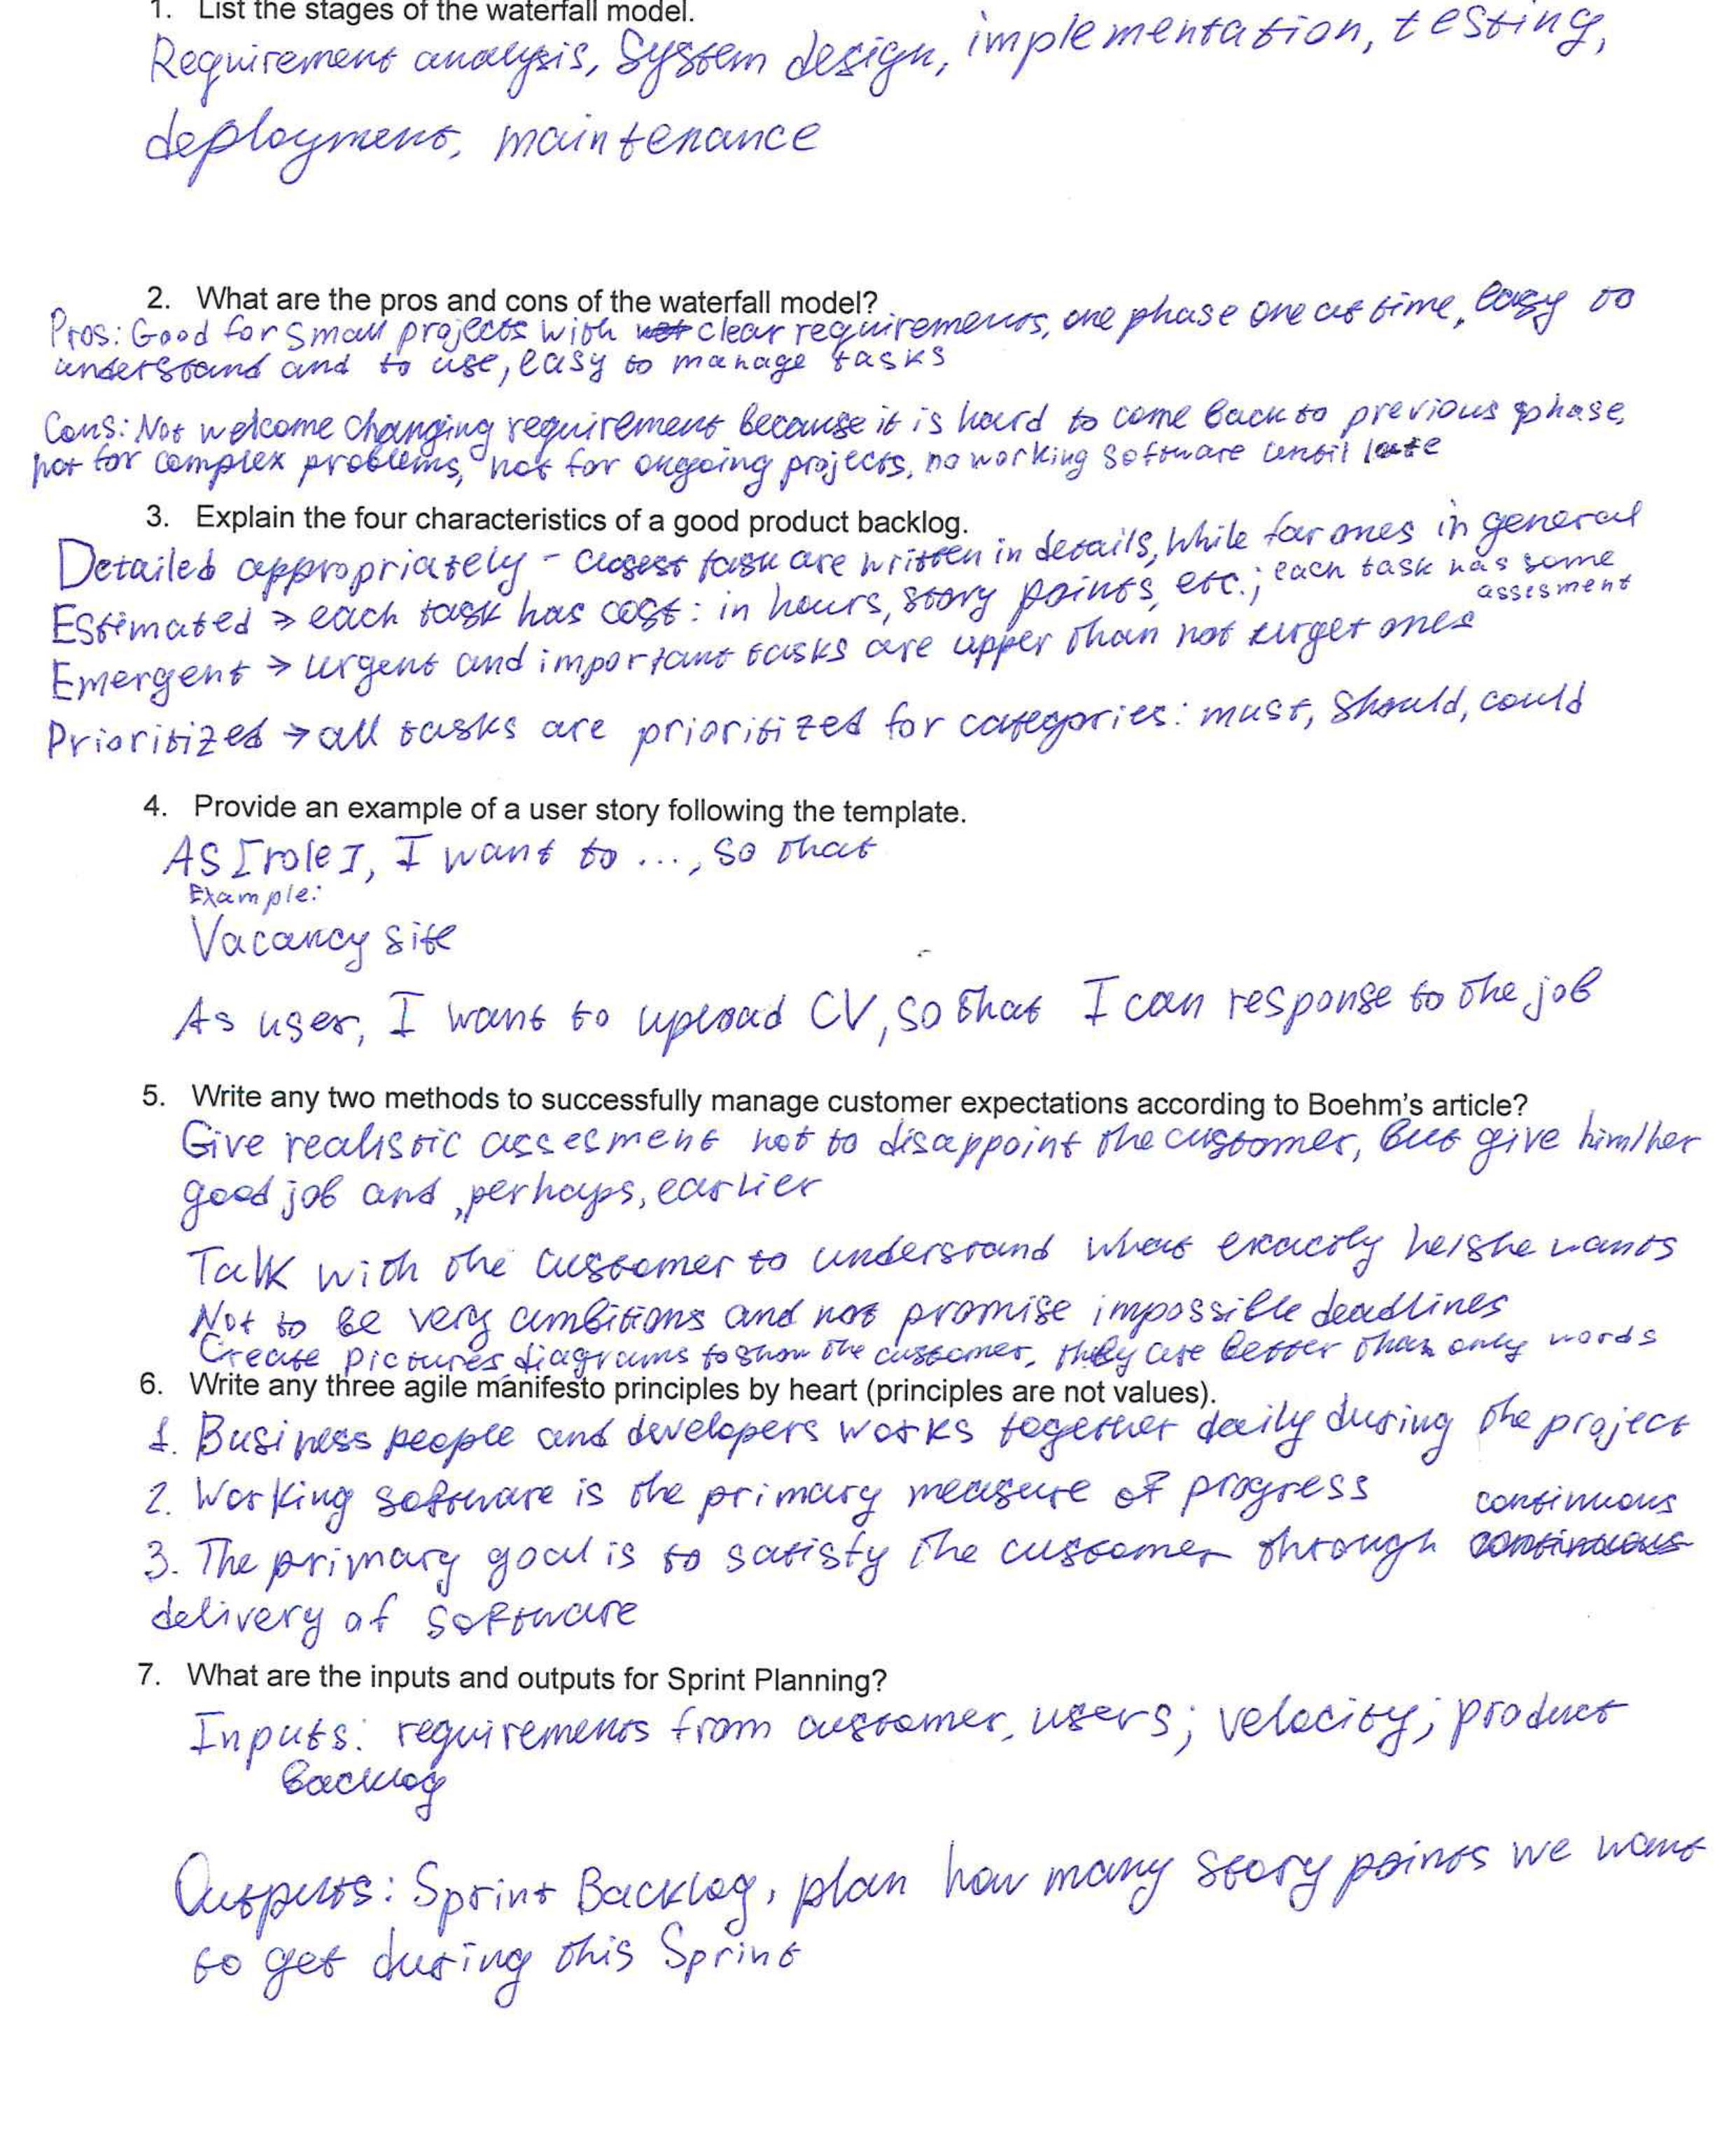 1. List the stages of the waterfall model.
Requirement analysis, System design, implementation, testing,
deployment, maintenance
2. What are the pros and cons of the waterfall model?
Pros: Good for small projects with clear requirements, one phase one at time, easy to
understand and to use, easy to manage tasks
Cons: Not welcome changing requirement because it is hard to come back to previous phase,
not for complex problems, not for ongoing projects, no working software until late
3. Explain the four characteristics of a good product backlog.
Detailed appropriately - closest task are written in details, while far ones in general
Estimated → each task has cost: in hours, story points, etc.; each task has some
assesment
Emergent → urgent and important tasks are upper than not urget ones
Prioritized → all tasks are prioritized for categories: must, should, could
4. Provide an example of a user story following the template.
As [role], I want to ..., so that
Example:
Vacancy site
As user, I want to upload CV, so that I can response to the job
5. Write any two methods to successfully manage customer expectations according to Boehm's article?
Give realistic assesment not to disappoint the customer, but give him/her
good job and, perhaps, earlier
Talk with the customer to understand what exactly he/she wants
Not to be very ambitions and not promise impossible deadlines
Create pictures, diagrams to show the customer, they are better than only words
6. Write any three agile manifesto principles by heart (principles are not values).
1. Business people and developers works together daily during the project
2. Working software is the primary measure of progress
3. The primary goal is to satisfy the customer through continuous
delivery of software
7. What are the inputs and outputs for Sprint Planning?
Inputs: requirements from customer, users; velocity; product
backlog
Outputs: Sprint Backlog, plan how many story points we want
to get during this Sprint